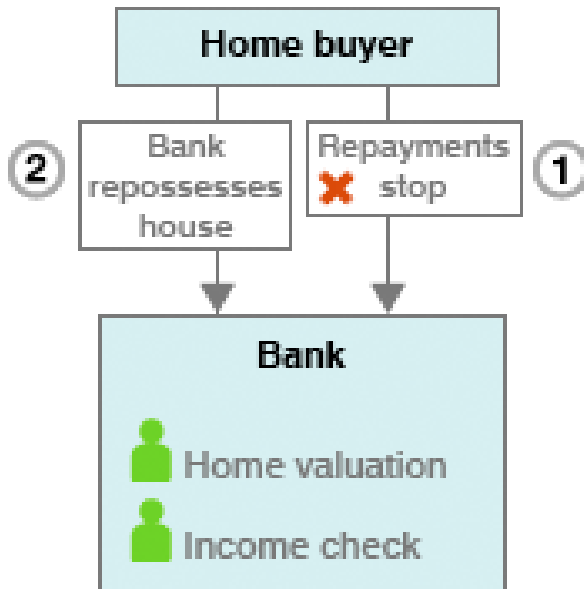 Home buyer
2
Bank
repossesses
house
Repayments
stop
1
Bank
Home valuation
Income check